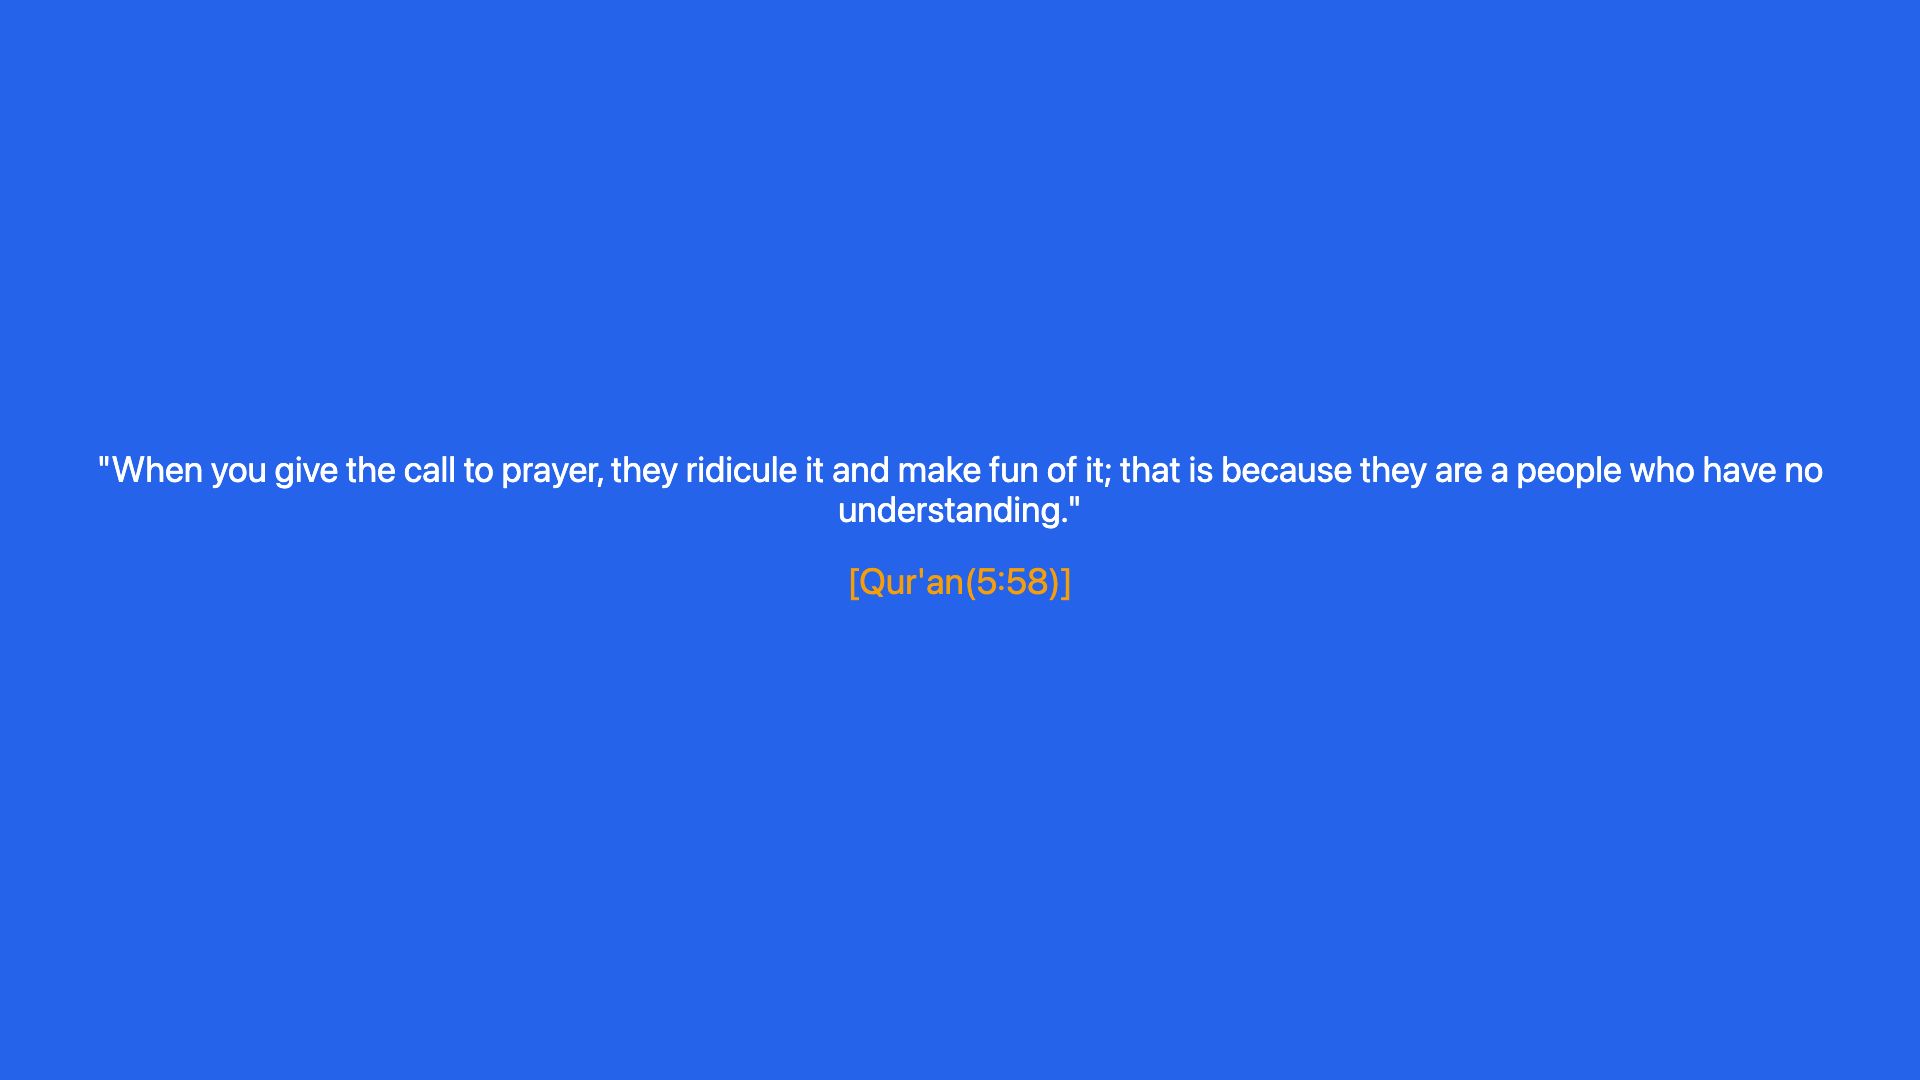 "When you give the call to prayer, they ridicule it and make fun of it; that is because they are a people who have no
understanding."
[Qur'an(5:58)]